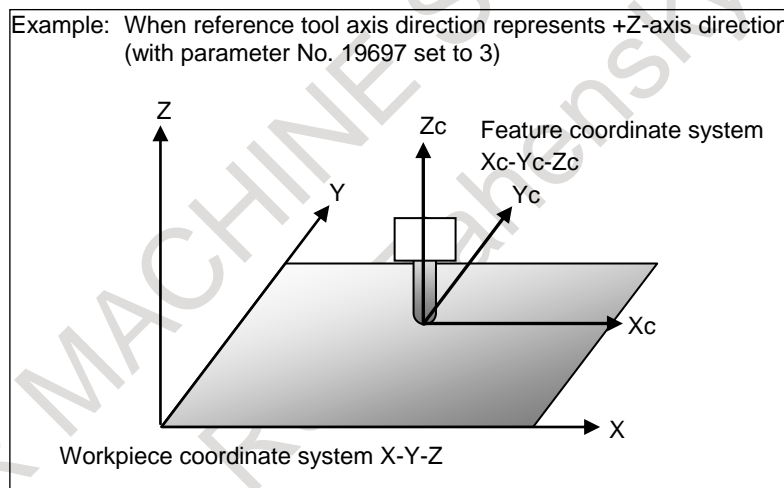 Example: When reference tool axis direction represents +Z-axis direction
(with parameter No. 19697 set to 3)
Z
Zc
Feature coordinate system
Xc-Yc-Zc
Y
Yc
Xc
X
Workpiece coordinate system X-Y-Z
MACHINE